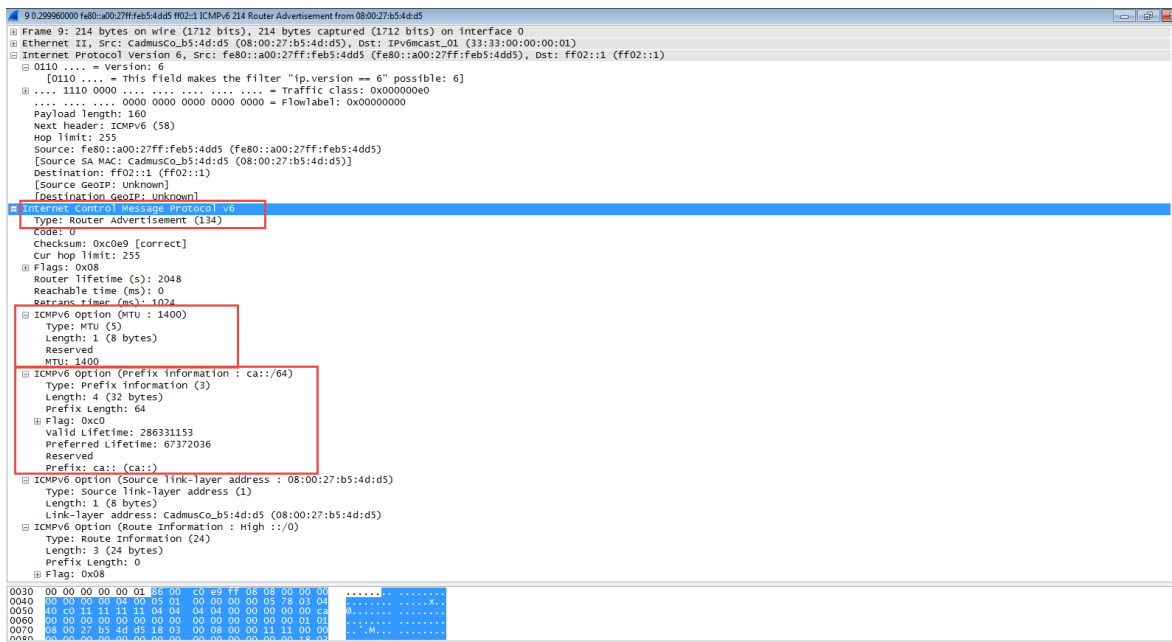 9 0.299960000 fe80::a00:27ff:feb5:4dd5 ff02::1 ICMPv6 214 Router Advertisement from 08:00:27:b5:4d:d5
Frame 9: 214 bytes on wire (1712 bits), 214 bytes captured (1712 bits) on interface 0
Ethernet II, Src: CadmusCo_b5:4d:d5 (08:00:27:b5:4d:d5), Dst: IPv6mcast_01 (33:33:00:00:00:01)
Internet Protocol Version 6, Src: fe80::a00:27ff:feb5:4dd5 (fe80::a00:27ff:feb5:4dd5), Dst: ff02::1 (ff02::1)
0110 .... = Version: 6
[0110 .... = This field makes the filter "ip.version == 6" possible: 6]
.... 1110 0000 .... .... .... .... .... = Traffic class: 0x000000e0
.... .... .... 0000 0000 0000 0000 0000 = Flowlabel: 0x00000000
Payload length: 160
Next header: ICMPv6 (58)
Hop limit: 255
Source: fe80::a00:27ff:feb5:4dd5 (fe80::a00:27ff:feb5:4dd5)
[Source SA MAC: CadmusCo_b5:4d:d5 (08:00:27:b5:4d:d5)]
Destination: ff02::1 (ff02::1)
[Source GeoIP: Unknown]
[Destination GeoIP: Unknown]
Internet Control Message Protocol v6
Type: Router Advertisement (134)
Code: 0
Checksum: 0xc0e9 [correct]
Cur hop limit: 255
Flags: 0x08
Router lifetime (s): 2048
Reachable time (ms): 0
Retrans timer (ms): 1024
ICMPv6 Option (MTU : 1400)
Type: MTU (5)
Length: 1 (8 bytes)
Reserved
MTU: 1400
ICMPv6 Option (Prefix information : ca::/64)
Type: Prefix information (3)
Length: 4 (32 bytes)
Prefix Length: 64
Flag: 0xc0
Valid Lifetime: 286331153
Preferred Lifetime: 67372036
Reserved
Prefix: ca:: (ca::)
ICMPv6 Option (Source link-layer address : 08:00:27:b5:4d:d5)
Type: Source link-layer address (1)
Length: 1 (8 bytes)
Link-layer address: CadmusCo_b5:4d:d5 (08:00:27:b5:4d:d5)
ICMPv6 Option (Route Information : High ::/0)
Type: Route Information (24)
Length: 3 (24 bytes)
Prefix Length: 0
Flag: 0x08
0030 00 00 00 00 00 01 86 00 c0 e9 ff 08 08 00 00 00 ...... .. ........
0040 00 00 00 00 04 00 05 01 00 00 00 00 05 78 03 04 ........ .....x..
0050 40 c0 11 11 11 11 04 04 04 04 00 00 00 00 00 ca @....... ........
0060 00 00 00 00 00 00 00 00 00 00 00 00 00 00 01 01 ........ ........
0070 08 00 27 b5 4d d5 18 03 00 08 00 00 11 11 00 00 ..'.M... ........